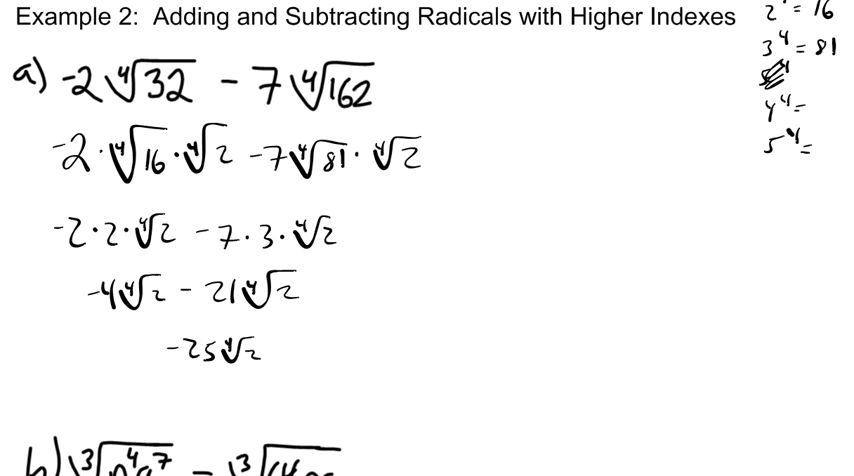 Example 2: Adding and Subtracting Radicals with Higher Indexes
= 16
3⁴ = 81
4⁴ =
5⁴ =
a) -2 ∜32 - 7 ∜162
-2 · ∜16 · ∜2 - 7 ∜81 · ∜2
-2 · 2 · ∜2 - 7 · 3 · ∜2
-4 ∜2 - 21 ∜2
-25 ∜2
b)